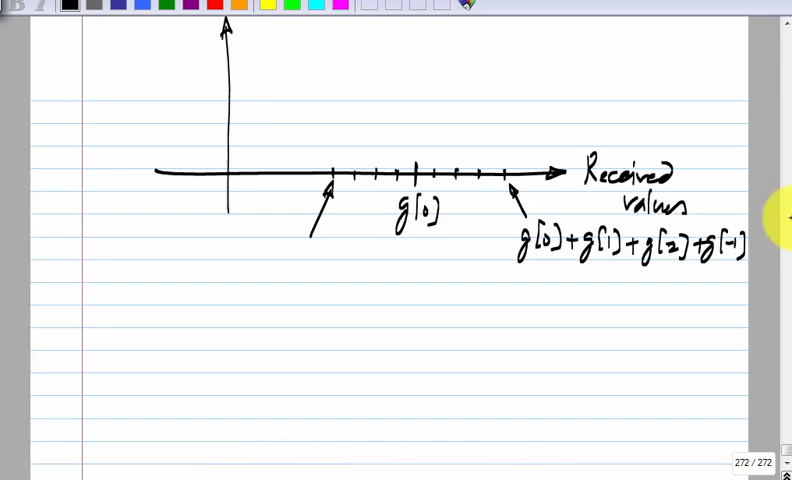 Received
values
g[0]
g[0]+g[1]+g[2]+g[-1]
272 / 272